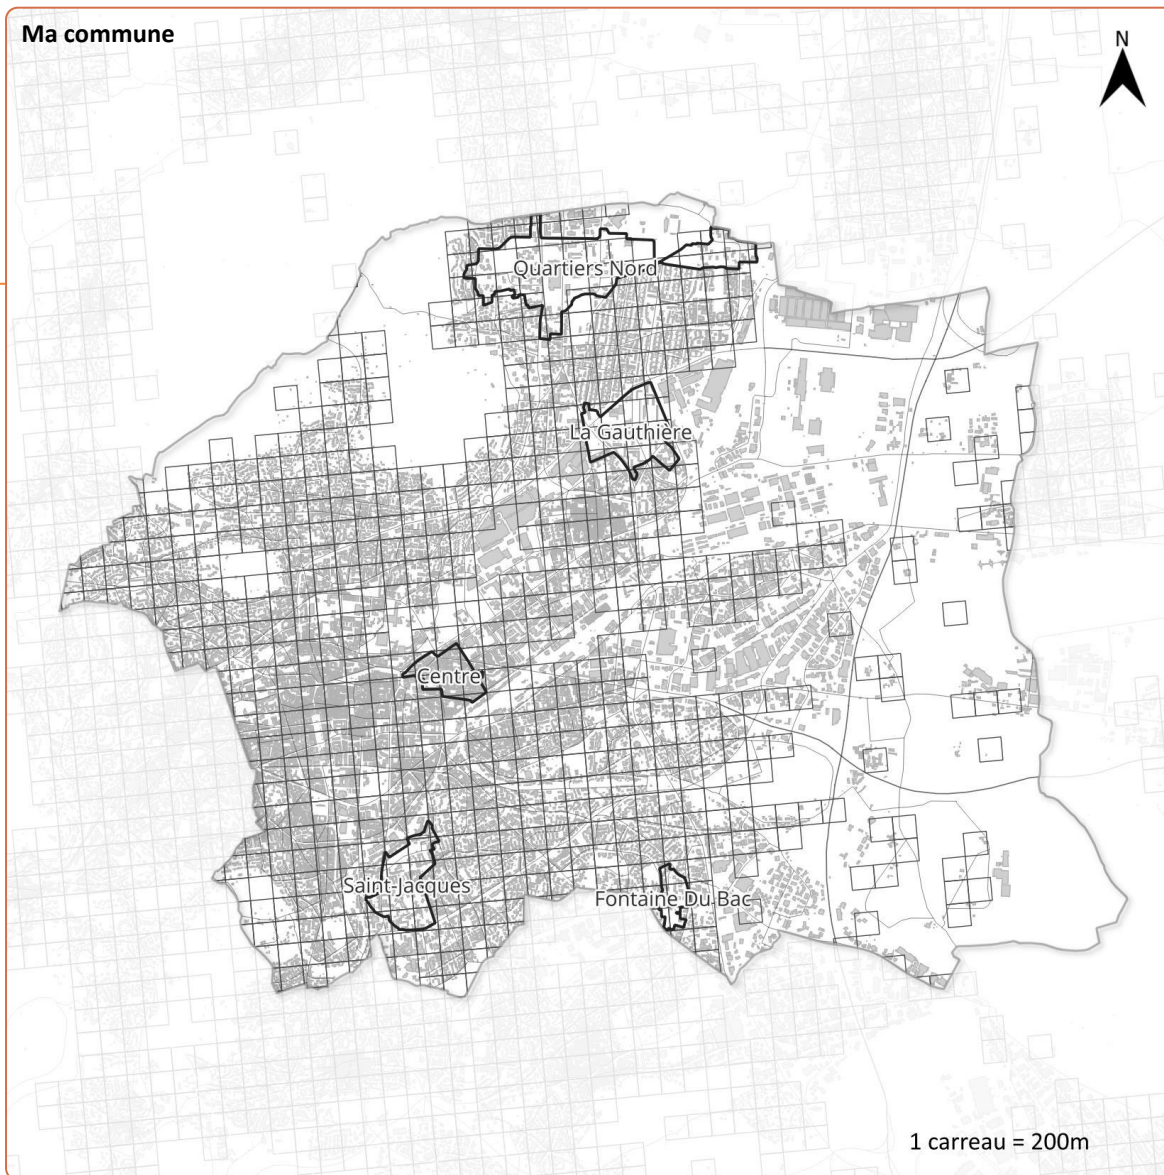 Ma commune
N
Quartiers Nord
La Gauthière
Centre
Saint-Jacques
Fontaine Du Bac
1 carreau = 200m